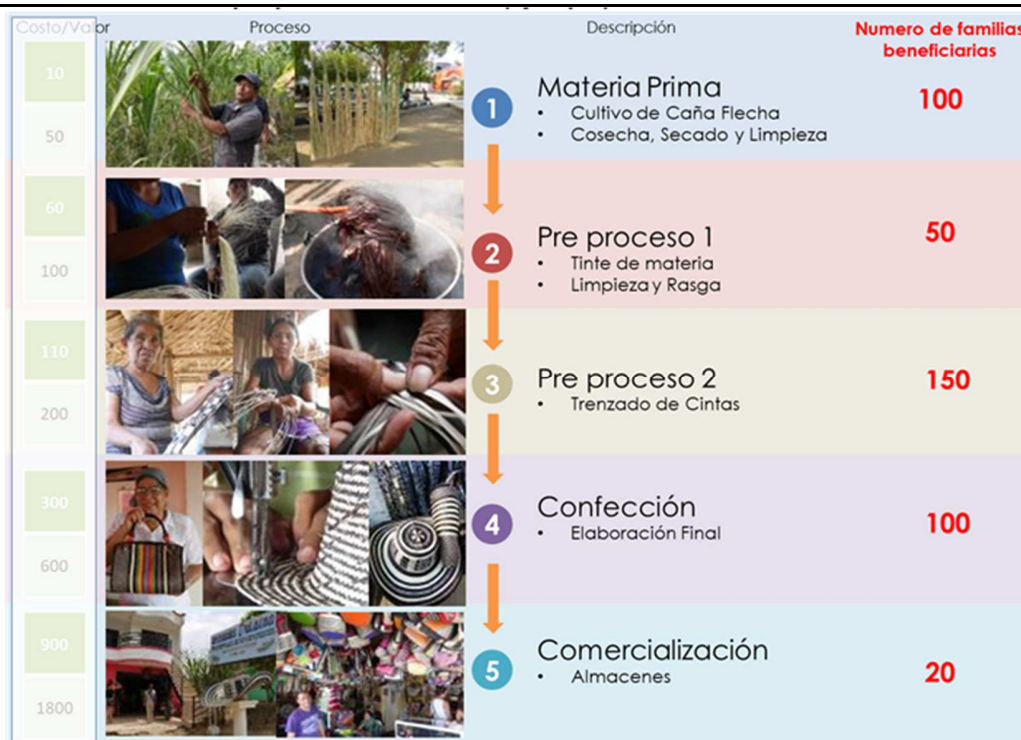 Costo/Valor
Proceso
Descripción
Numero de familias
beneficiarias
10
50
1
Materia Prima
• Cultivo de Caña Flecha
• Cosecha, Secado y Limpieza
100
60
100
2
Pre proceso 1
• Tinte de materia
• Limpieza y Rasga
50
110
200
3
Pre proceso 2
• Trenzado de Cintas
150
300
600
4
Confección
• Elaboración Final
100
900
1800
5
Comercialización
• Almacenes
20